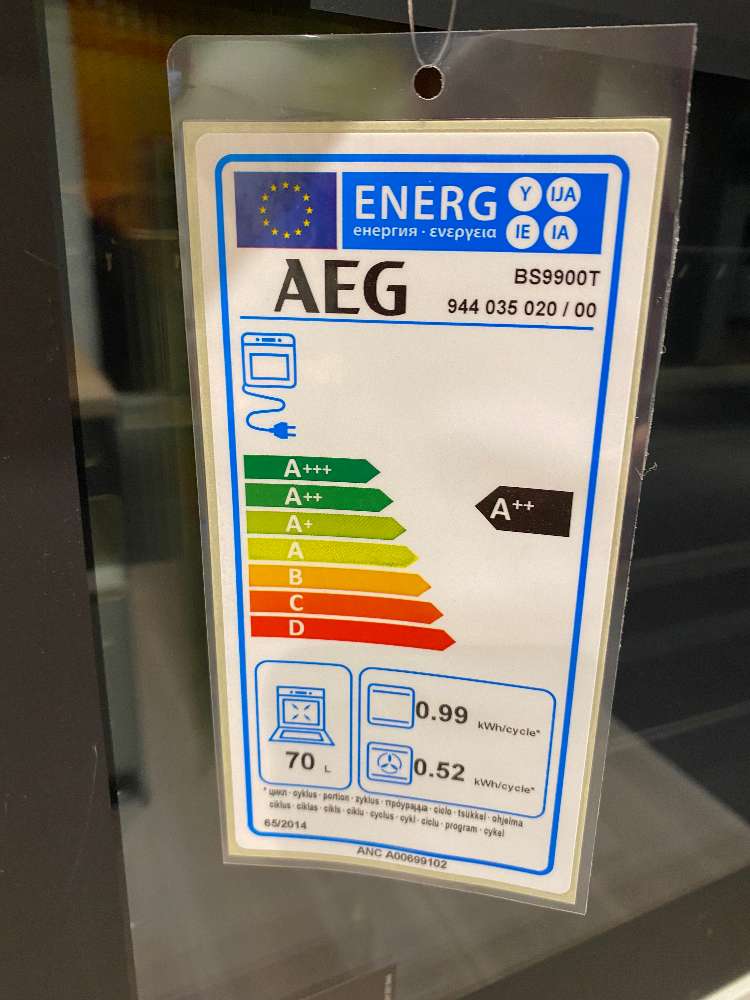 ENERG Y IJA
енергия · ενεργεια IE IA
AEG BS9900T
944 035 020 / 00
A+++
A++
A+
A
B
C
D
A++
70 L
0.99 kWh/cycle*
0.52 kWh/cycle*
* цикл · cyklus · portion · zyklus · πρόγραμμα · ciclo · tsükkel · ohjelma
ciklus · ciklas · cikls · ċiklu · cyclus · cykl · ciclu · program · cykel
65/2014
ANC A00699102